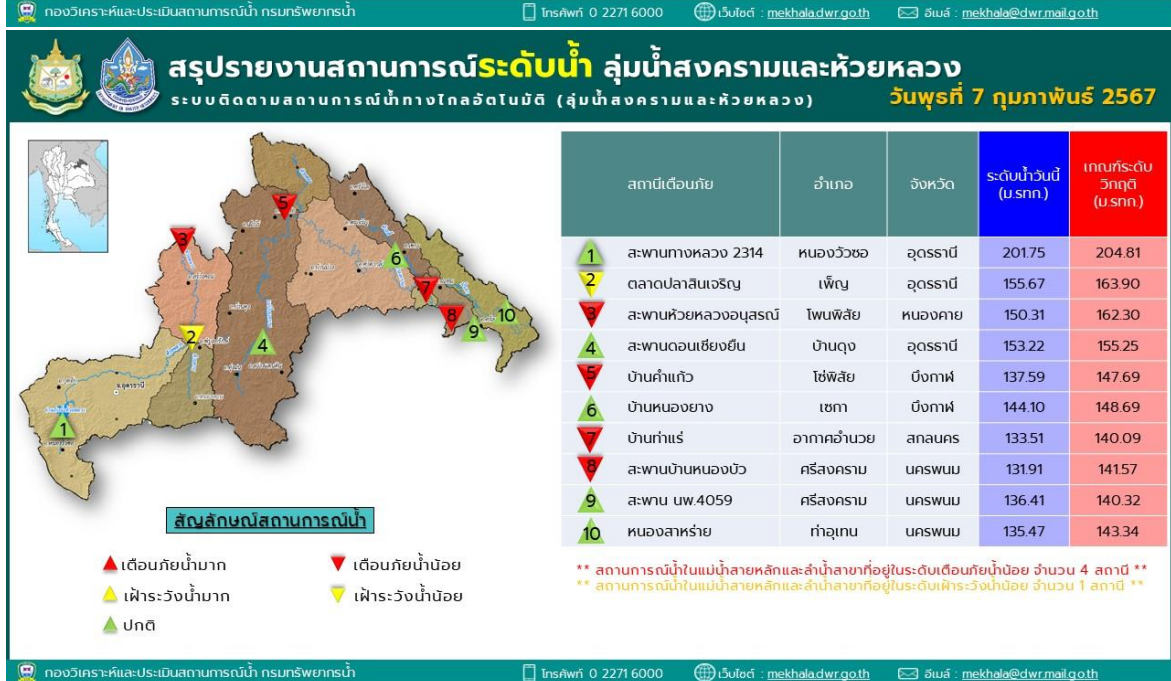 กองวิเคราะห์และประเมินสถานการณ์น้ำ กรมทรัพยากรน้ำ โทรศัพท์ 0 2271 6000 เว็บไซต์ : mekhala.dwr.go.th อีเมล์ : mekhala@dwr.mail.go.th
สรุปรายงานสถานการณ์ระดับน้ำ ลุ่มน้ำสงครามและห้วยหลวง
ระบบติดตามสถานการณ์น้ำทางไกลอัตโนมัติ (ลุ่มน้ำสงครามและห้วยหลวง) วันพุธที่ 7 กุมภาพันธ์ 2567
สถานีเตือนภัย อำเภอ จังหวัด ระดับน้ำวันนี้ (ม.รทก.) เกณฑ์ระดับวิกฤติ (ม.รทก.)
1 สะพานทางหลวง 2314 หนองวัวซอ อุดรธานี 201.75 204.81
2 ตลาดปลาสินเจริญ เพ็ญ อุดรธานี 155.67 163.90
3 สะพานห้วยหลวงอนุสรณ์ โพนพิสัย หนองคาย 150.31 162.30
4 สะพานดอนเชียงยืน บ้านดุง อุดรธานี 153.22 155.25
5 บ้านคำแก้ว โซ่พิสัย บึงกาฬ 137.59 147.69
6 บ้านหนองยาง เซกา บึงกาฬ 144.10 148.69
7 บ้านท่าแร่ อากาศอำนวย สกลนคร 133.51 140.09
8 สะพานบ้านหนองบัว ศรีสงคราม นครพนม 131.91 141.57
9 สะพาน นพ.4059 ศรีสงคราม นครพนม 136.41 140.32
10 หนองสาหร่าย ท่าอุเทน นครพนม 135.47 143.34
** สถานการณ์น้ำในแม่น้ำสายหลักและลำน้ำสาขาที่อยู่ในระดับเตือนภัยน้ำน้อย จำนวน 4 สถานี **
** สถานการณ์น้ำในแม่น้ำสายหลักและลำน้ำสาขาที่อยู่ในระดับเฝ้าระวังน้ำน้อย จำนวน 1 สถานี **
5
3
6
7
10
8
9
2
4
อ.อุดรธานี
1
สัญลักษณ์สถานการณ์น้ำ
เตือนภัยน้ำมาก เตือนภัยน้ำน้อย
เฝ้าระวังน้ำมาก เฝ้าระวังน้ำน้อย
ปกติ
กองวิเคราะห์และประเมินสถานการณ์น้ำ กรมทรัพยากรน้ำ โทรศัพท์ 0 2271 6000 เว็บไซต์ : mekhala.dwr.go.th อีเมล์ : mekhala@dwr.mail.go.th